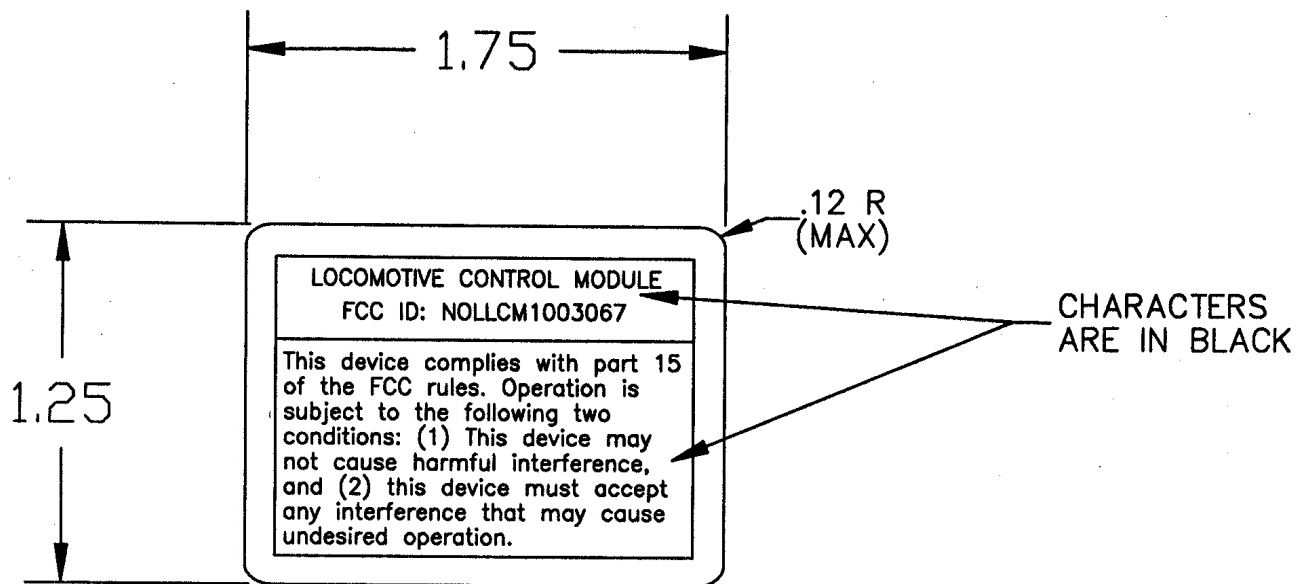 1.75
.12 R
(MAX)
LOCOMOTIVE CONTROL MODULE
FCC ID: NOLLCM1003067
CHARACTERS
ARE IN BLACK
This device complies with part 15
of the FCC rules. Operation is
subject to the following two
conditions: (1) This device may
not cause harmful interference,
and (2) this device must accept
any interference that may cause
undesired operation.
1.25